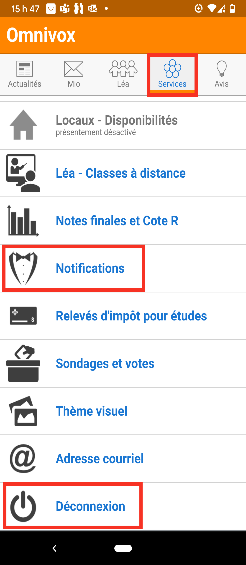 15 h 47
Omnivox
Actualités Mio Léa Services Avis
Locaux - Disponibilités
présentement désactivé
Léa - Classes à distance
Notes finales et Cote R
Notifications
Relevés d'impôt pour études
Sondages et votes
Thème visuel
Adresse courriel
Déconnexion